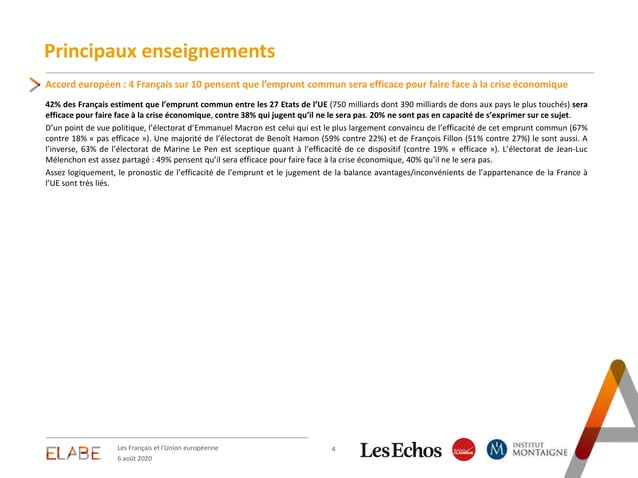 Principaux enseignements
Accord européen : 4 Français sur 10 pensent que l’emprunt commun sera efficace pour faire face à la crise économique
42% des Français estiment que l’emprunt commun entre les 27 Etats de l’UE (750 milliards dont 390 milliards de dons aux pays le plus touchés) sera
efficace pour faire face à la crise économique, contre 38% qui jugent qu’il ne le sera pas. 20% ne sont pas en capacité de s’exprimer sur ce sujet.
D’un point de vue politique, l’électorat d’Emmanuel Macron est celui qui est le plus largement convaincu de l’efficacité de cet emprunt commun (67%
contre 18% « pas efficace »). Une majorité de l’électorat de Benoît Hamon (59% contre 22%) et de François Fillon (51% contre 27%) le sont aussi. A
l’inverse, 63% de l’électorat de Marine Le Pen est sceptique quant à l’efficacité de ce dispositif (contre 19% « efficace »). L’électorat de Jean-Luc
Mélenchon est assez partagé : 49% pensent qu’il sera efficace pour faire face à la crise économique, 40% qu’il ne le sera pas.
Assez logiquement, le pronostic de l’efficacité de l’emprunt et le jugement de la balance avantages/inconvénients de l’appartenance de la France à
l’UE sont très liés.
ELABE
Les Français et l’Union européenne
6 août 2020
4
Les Echos
INSTITUT
MONTAIGNE